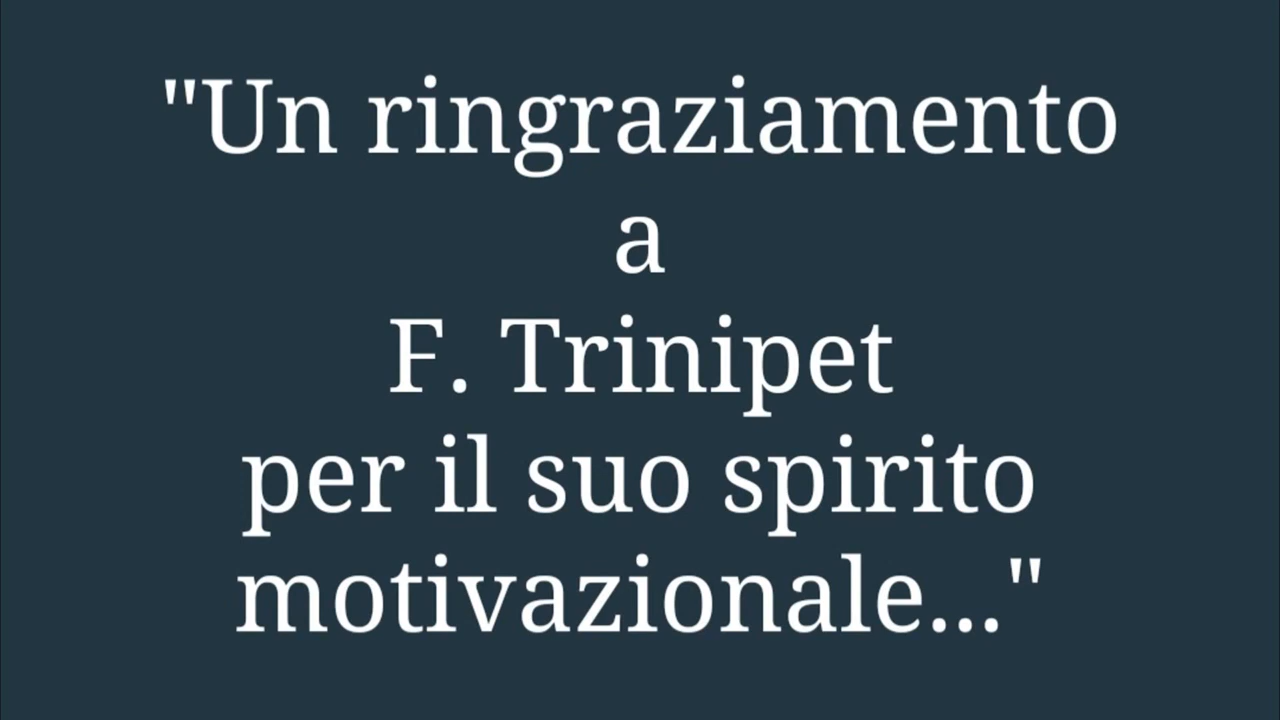 "Un ringraziamento
a
F. Trinipet
per il suo spirito
motivazionale..."